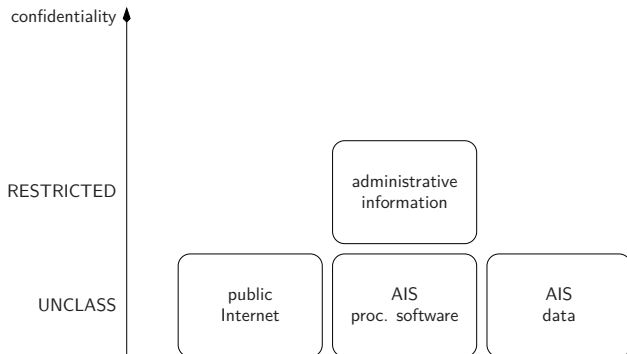 confidentiality
RESTRICTED
administrative
information
UNCLASS
public
Internet
AIS
proc. software
AIS
data